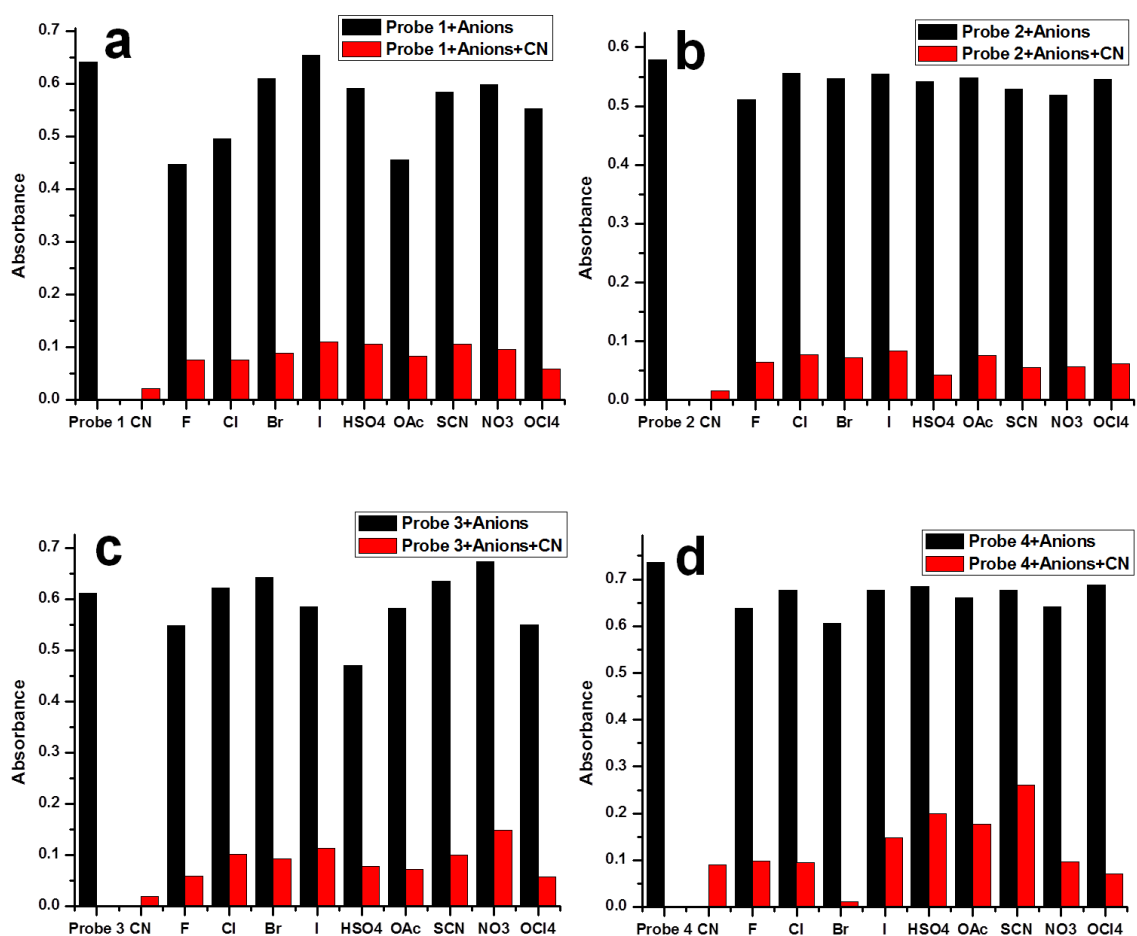 a
Probe 1+Anions
Probe 1+Anions+CN
Absorbance
0.7
0.6
0.5
0.4
0.3
0.2
0.1
0.0
Probe 1 CN F Cl Br I HSO4 OAc SCN NO3 OCl4
b
Probe 2+Anions
Probe 2+Anions+CN
Absorbance
0.6
0.5
0.4
0.3
0.2
0.1
0.0
Probe 2 CN F Cl Br I HSO4 OAc SCN NO3 OCl4
c
Probe 3+Anions
Probe 3+Anions+CN
Absorbance
0.7
0.6
0.5
0.4
0.3
0.2
0.1
0.0
Probe 3 CN F Cl Br I HSO4 OAc SCN NO3 OCl4
d
Probe 4+Anions
Probe 4+Anions+CN
Absorbance
0.7
0.6
0.5
0.4
0.3
0.2
0.1
0.0
Probe 4 CN F Cl Br I HSO4 OAc SCN NO3 OCl4